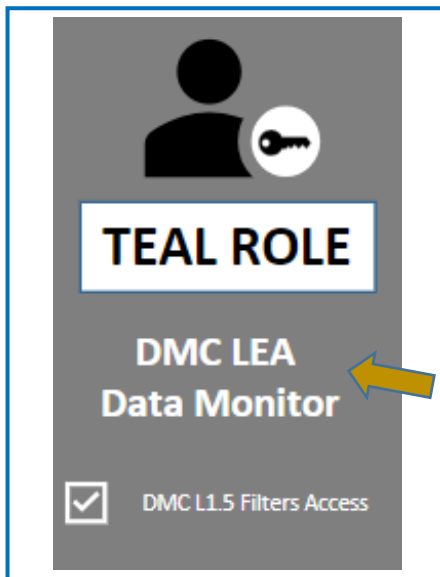 TEAL ROLE
DMC LEA
Data Monitor
DMC L1.5 Filters Access